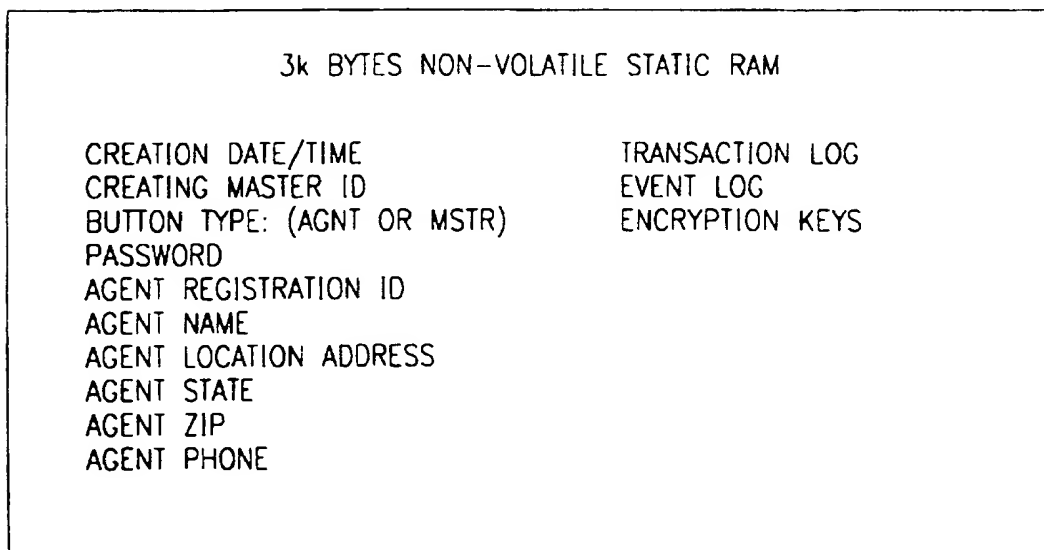 3k BYTES NON-VOLATILE STATIC RAM
CREATION DATE/TIME
CREATING MASTER ID
BUTTON TYPE: (AGNT OR MSTR)
PASSWORD
AGENT REGISTRATION ID
AGENT NAME
AGENT LOCATION ADDRESS
AGENT STATE
AGENT ZIP
AGENT PHONE
TRANSACTION LOG
EVENT LOG
ENCRYPTION KEYS